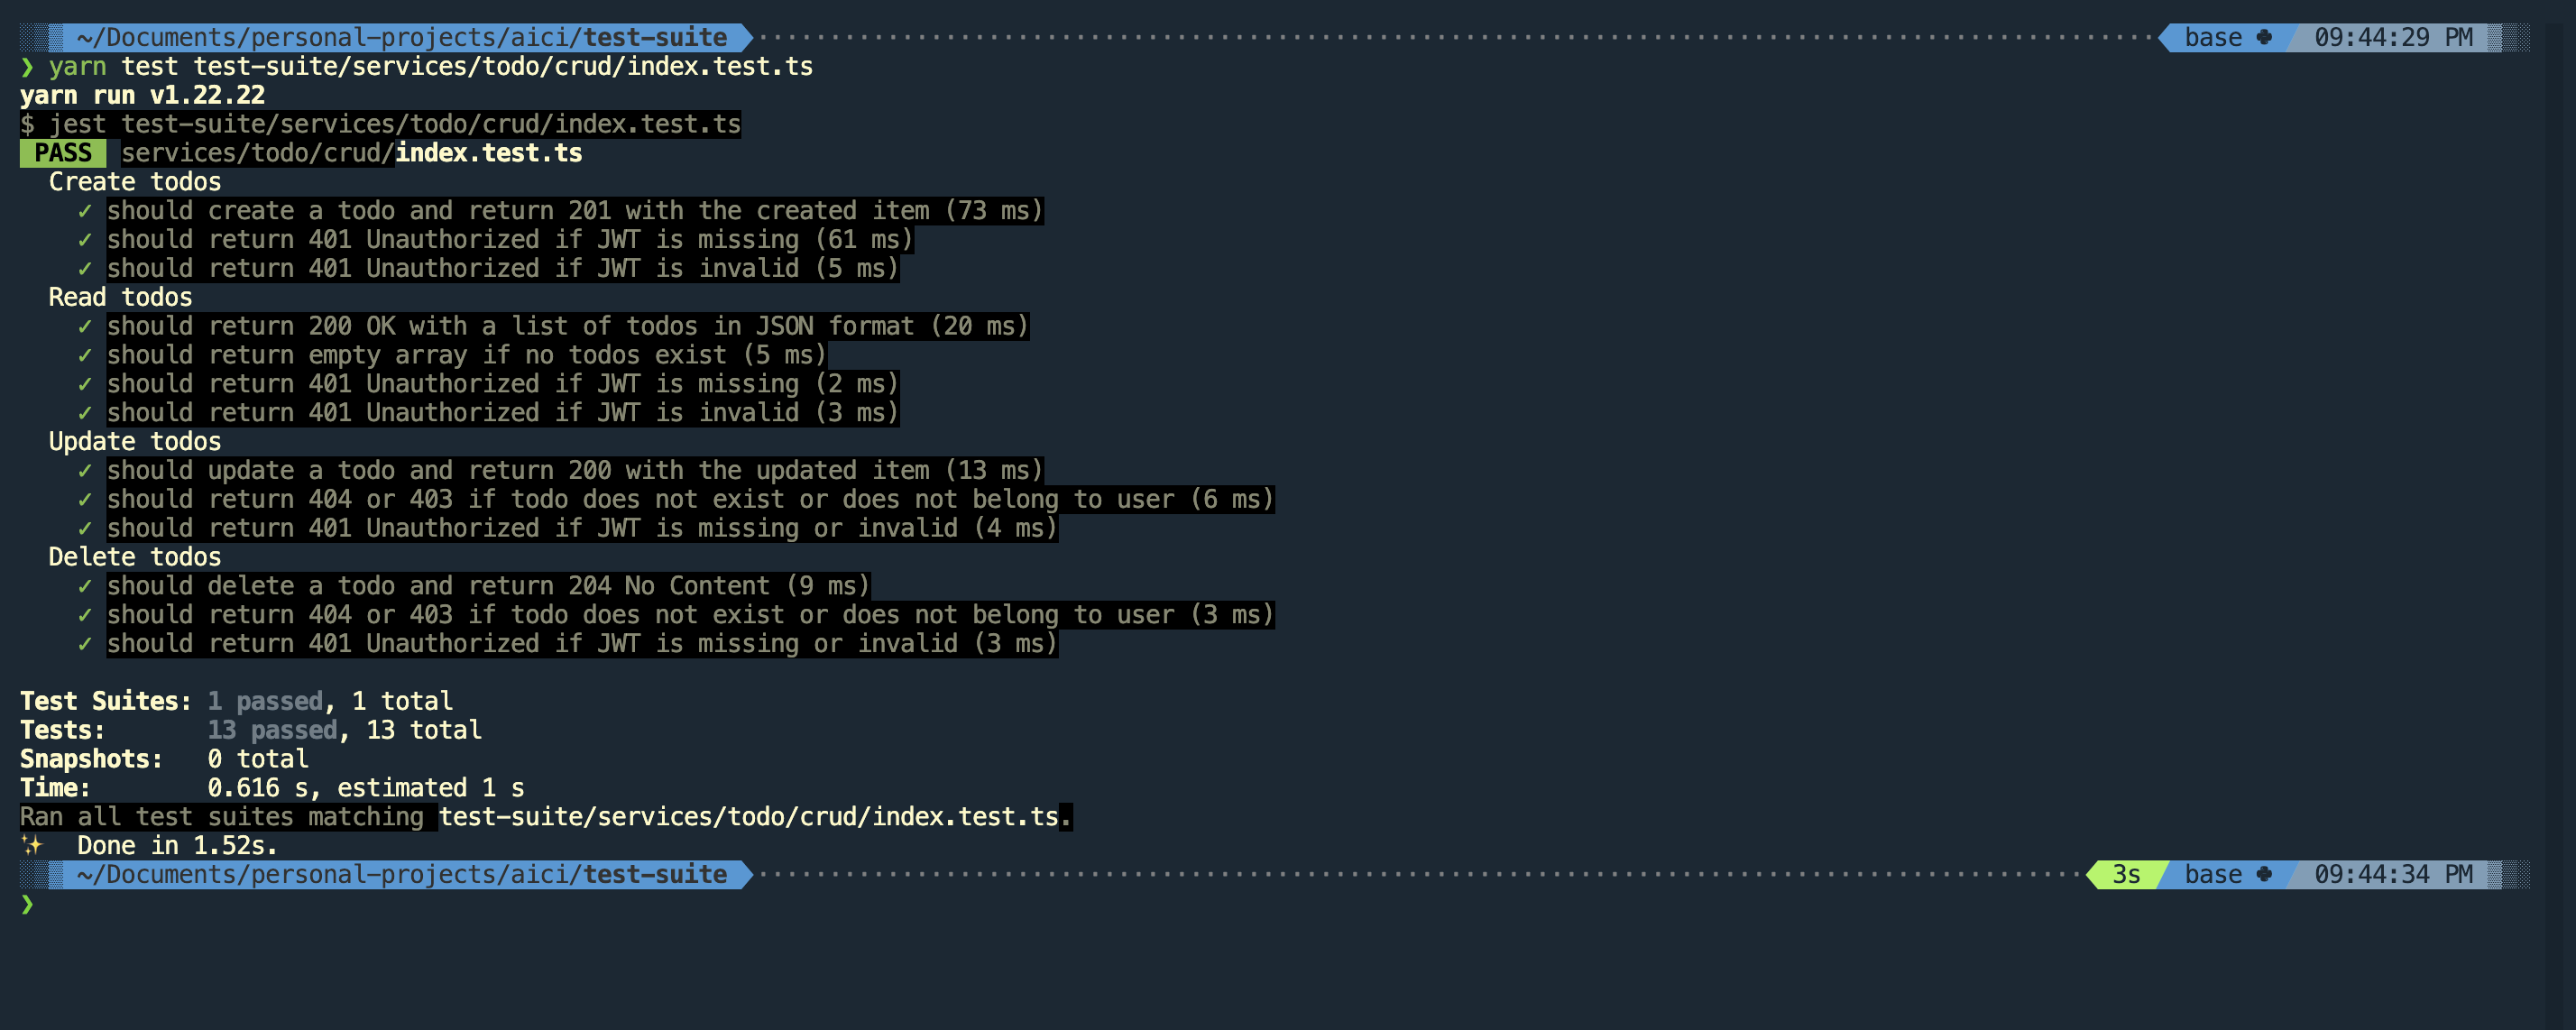 ~/Documents/personal-projects/aici/test-suite base 09:44:29 PM
❯ yarn test test-suite/services/todo/crud/index.test.ts
yarn run v1.22.22
$ jest test-suite/services/todo/crud/index.test.ts
PASS services/todo/crud/index.test.ts
Create todos
✓ should create a todo and return 201 with the created item (73 ms)
✓ should return 401 Unauthorized if JWT is missing (61 ms)
✓ should return 401 Unauthorized if JWT is invalid (5 ms)
Read todos
✓ should return 200 OK with a list of todos in JSON format (20 ms)
✓ should return empty array if no todos exist (5 ms)
✓ should return 401 Unauthorized if JWT is missing (2 ms)
✓ should return 401 Unauthorized if JWT is invalid (3 ms)
Update todos
✓ should update a todo and return 200 with the updated item (13 ms)
✓ should return 404 or 403 if todo does not exist or does not belong to user (6 ms)
✓ should return 401 Unauthorized if JWT is missing or invalid (4 ms)
Delete todos
✓ should delete a todo and return 204 No Content (9 ms)
✓ should return 404 or 403 if todo does not exist or does not belong to user (3 ms)
✓ should return 401 Unauthorized if JWT is missing or invalid (3 ms)
Test Suites: 1 passed, 1 total
Tests: 13 passed, 13 total
Snapshots: 0 total
Time: 0.616 s, estimated 1 s
Ran all test suites matching test-suite/services/todo/crud/index.test.ts.
✨ Done in 1.52s.
~/Documents/personal-projects/aici/test-suite 3s base 09:44:34 PM
❯